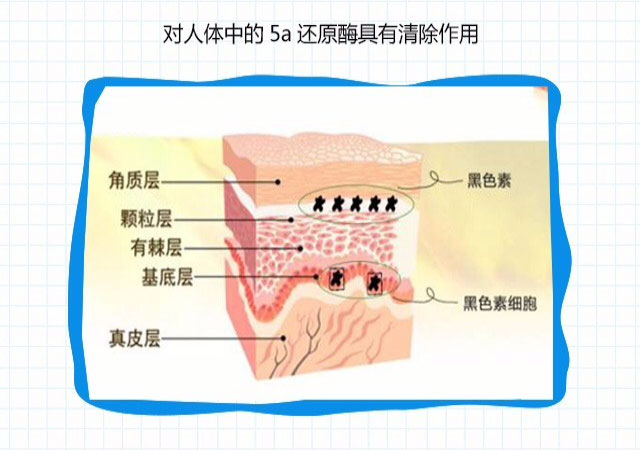 对人体中的 5a 还原酶具有清除作用
角质层
黑色素
颗粒层
有棘层
基底层
黑色素细胞
真皮层